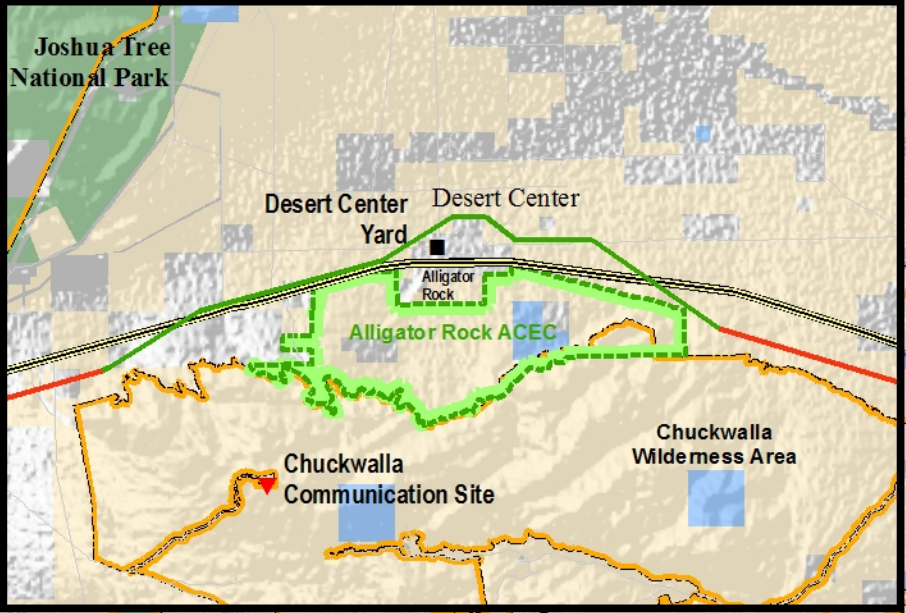 Joshua Tree
National Park
Desert Center
Desert Center
Yard
Alligator
Rock
Alligator Rock ACEC
Chuckwalla
Wilderness Area
Chuckwalla
Communication Site